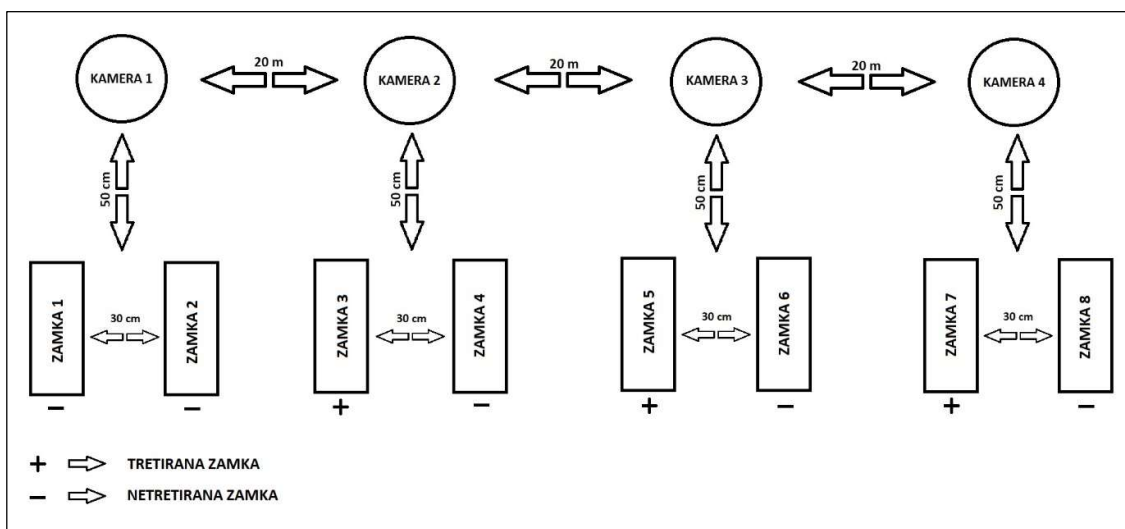 KAMERA 1
20 m
KAMERA 2
20 m
KAMERA 3
20 m
KAMERA 4
50 cm
50 cm
50 cm
50 cm
ZAMKA 1
30 cm
ZAMKA 2
ZAMKA 3
30 cm
ZAMKA 4
ZAMKA 5
30 cm
ZAMKA 6
ZAMKA 7
30 cm
ZAMKA 8
− − + − + − + −
+ TRETIRANA ZAMKA
− NETRETIRANA ZAMKA